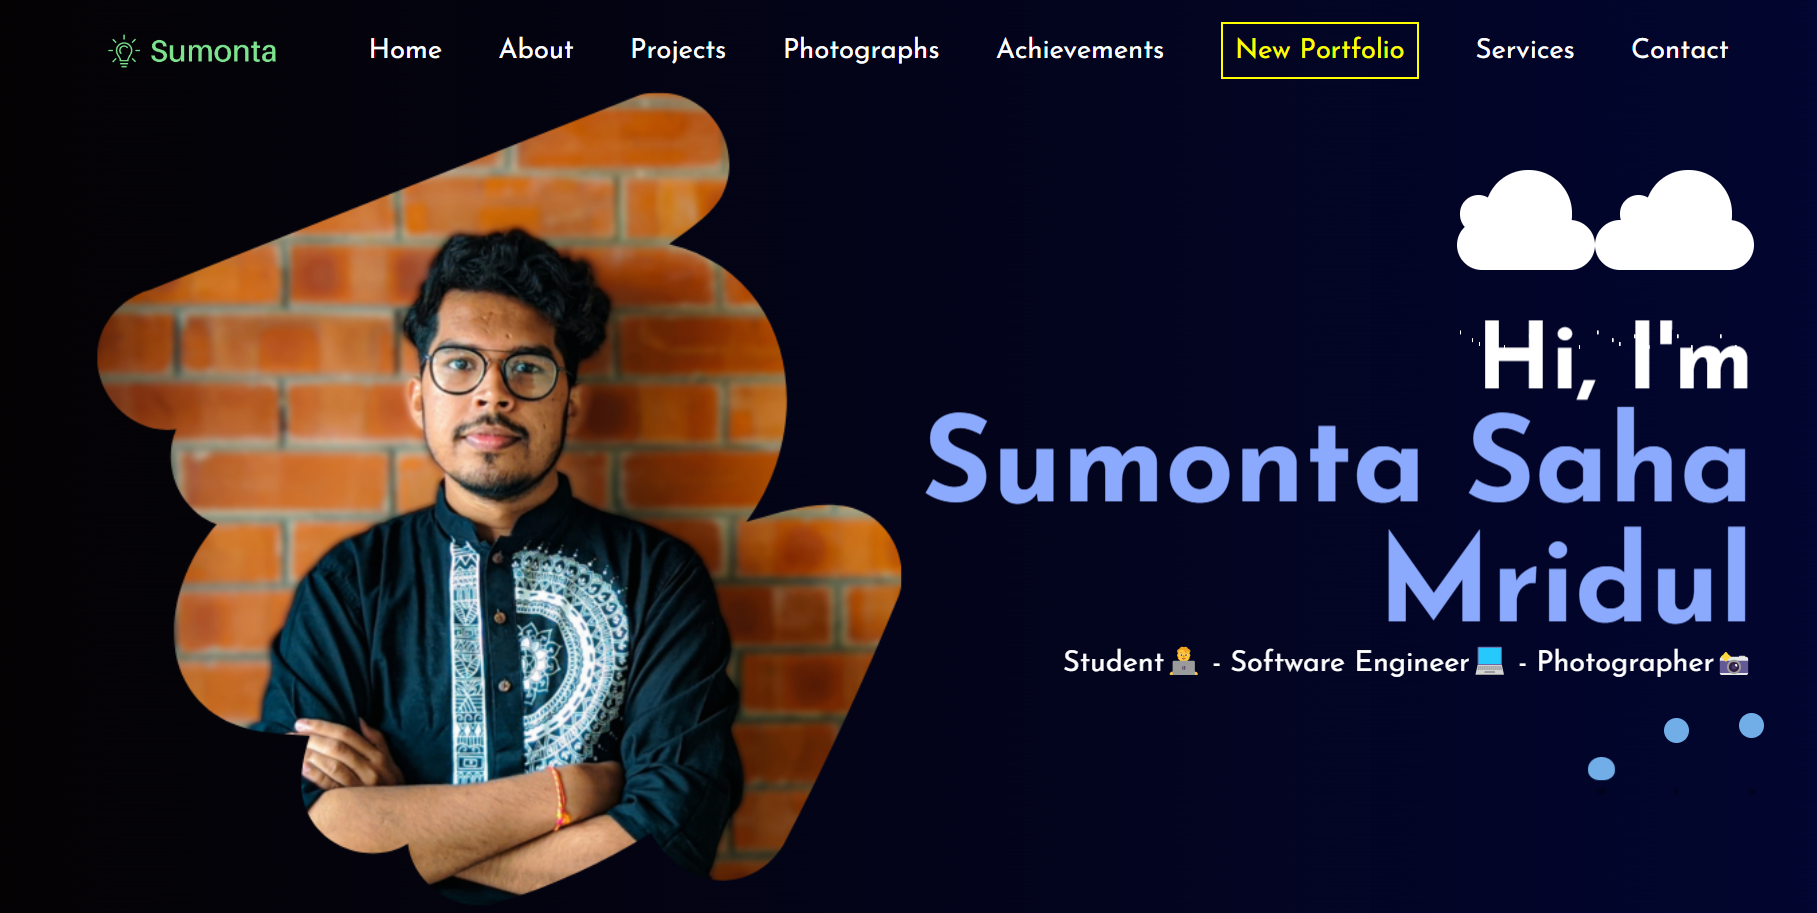 Sumonta Home About Projects Photographs Achievements New Portfolio Services Contact
Hi, I'm
Sumonta Saha
Mridul
Student👨‍💻 - Software Engineer💻 - Photographer📸